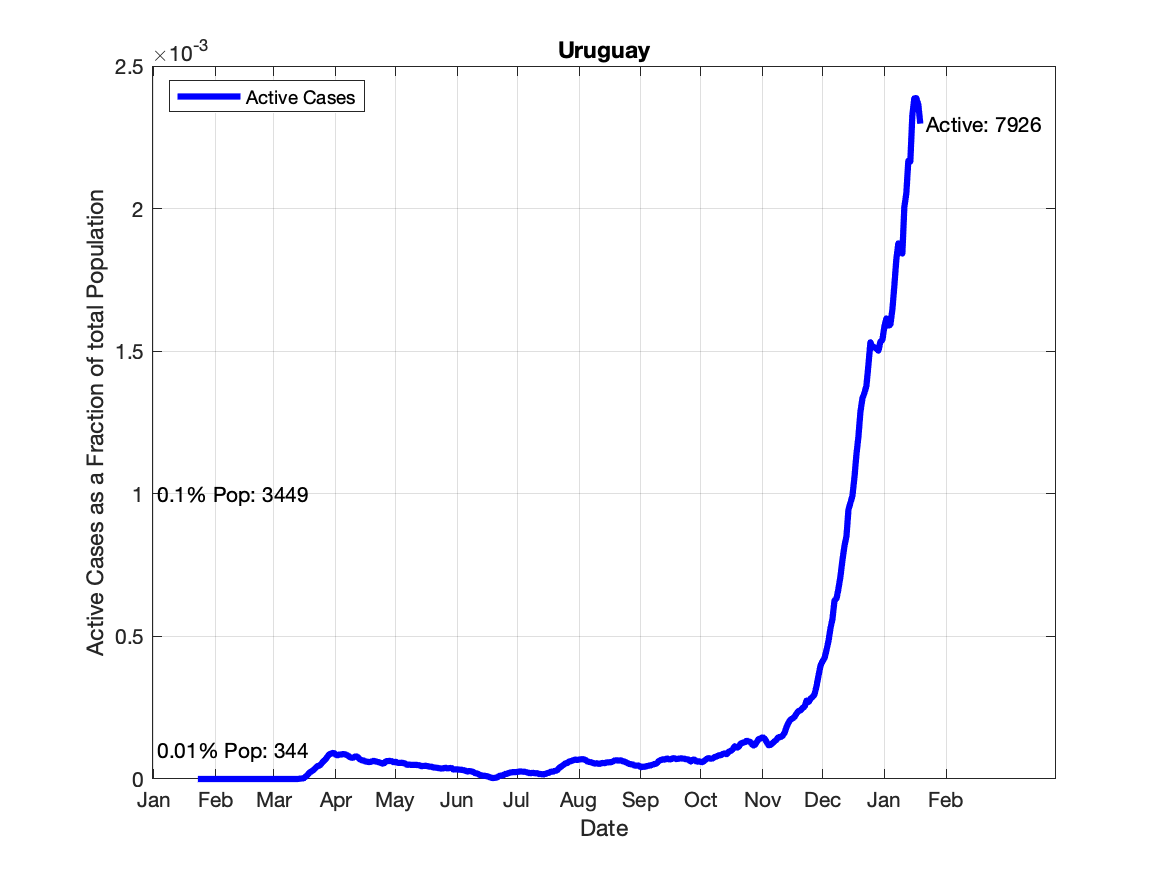 Uruguay
×10-3
2.5
2
1.5
1
0.5
0
Active Cases
Active: 7926
0.1% Pop: 3449
0.01% Pop: 344
Active Cases as a Fraction of total Population
Jan Feb Mar Apr May Jun Jul Aug Sep Oct Nov Dec Jan Feb
Date